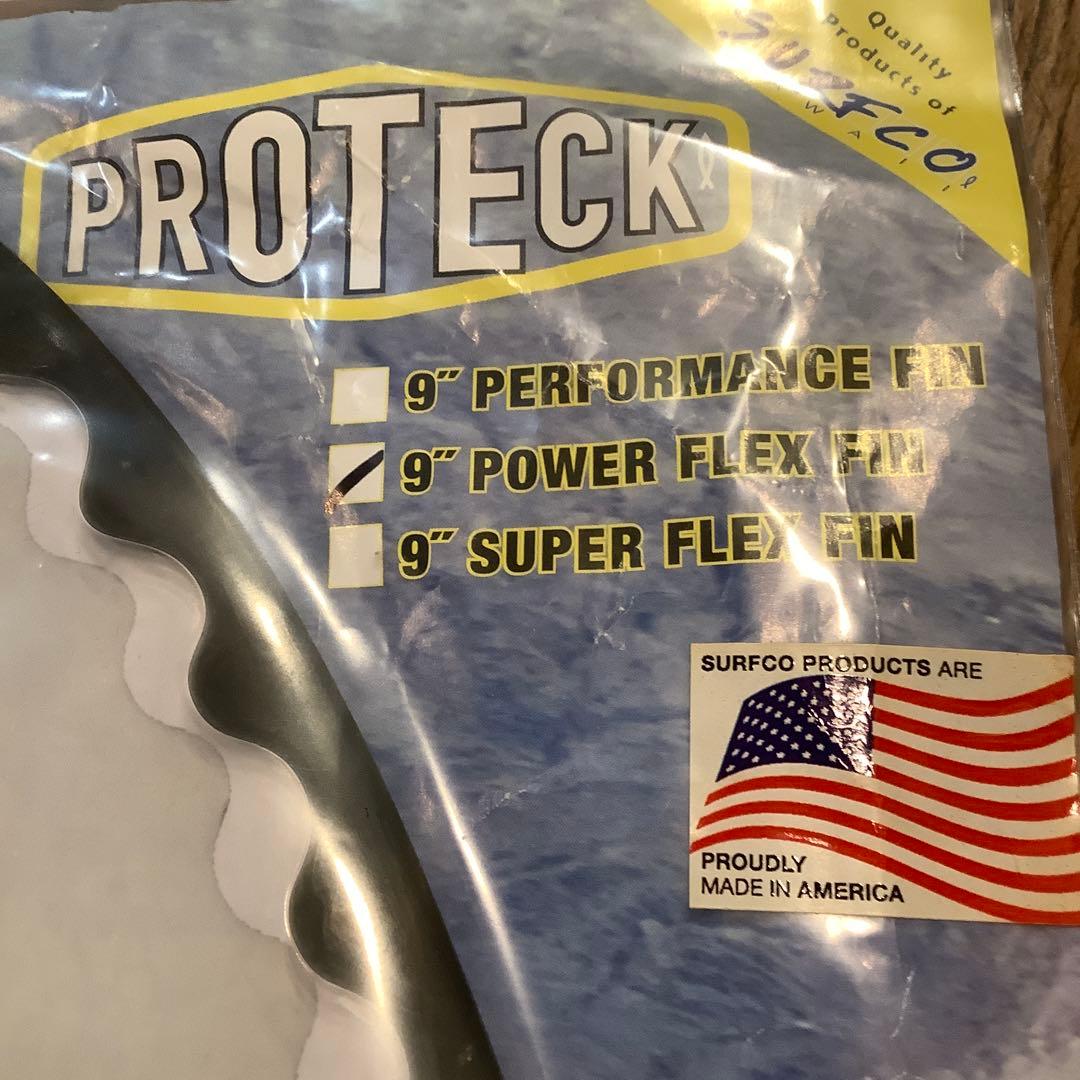 PROTECK
Quality
Products of
SURFCO
HAWAII
9" PERFORMANCE FIN
9" POWER FLEX FIN
9" SUPER FLEX FIN
SURFCO PRODUCTS ARE
PROUDLY
MADE IN AMERICA